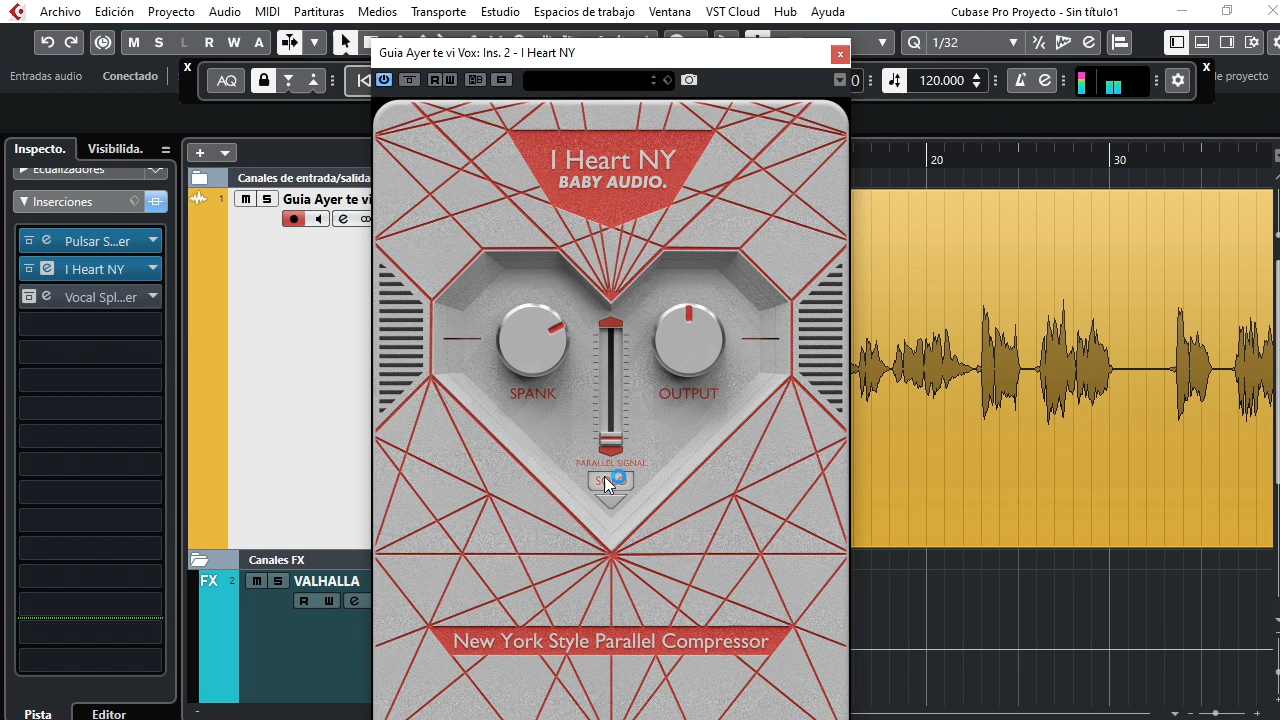 Archivo Edición Proyecto Audio MIDI Partituras Medios Transporte Estudio Espacios de trabajo Ventana VST Cloud Hub Ayuda Cubase Pro Proyecto - Sin título1
M S L R W A 1/32
Guia Ayer te vi Vox: Ins. 2 - I Heart NY
Entradas audio Conectado X AQ 120.000 X de proyecto
R W
Inspecto. Visibilida.
Ecualizadores
Inserciones
Pulsar S...er
I Heart NY
Vocal Spl...er
Pista Editor
Canales de entrada/salida
1 m S Guia Ayer te vi
Canales FX
FX 2 m S VALHALLA
R W e
20 30
I Heart NY
BABY AUDIO.
SPANK OUTPUT
PARALLEL SIGNAL
New York Style Parallel Compressor